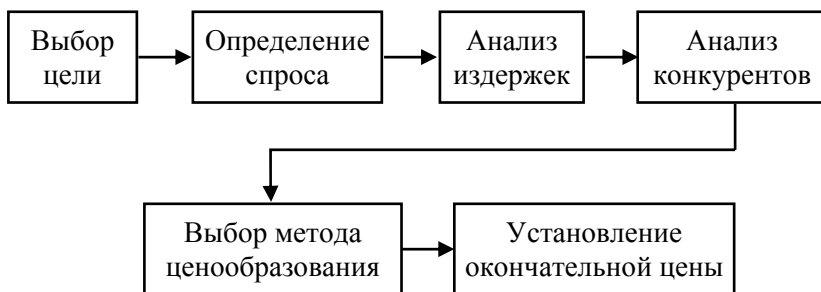 Выбор
цели
Определение
спроса
Анализ
издержек
Анализ
конкурентов
Выбор метода
ценообразования
Установление
окончательной цены